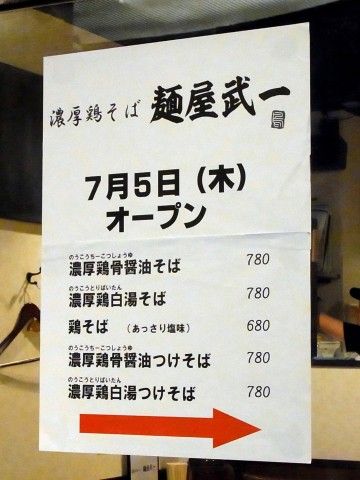 濃厚鶏そば 麺屋武一
7月5日（木）
オープン
のうこうちーこつしょうゆ
濃厚鶏骨醤油そば 780
のうこうとりぱいたん
濃厚鶏白湯そば 780
鶏そば （あっさり塩味） 680
のうこうちーこつしょうゆ
濃厚鶏骨醤油つけそば 780
のうこうとりぱいたん
濃厚鶏白湯つけそば 780